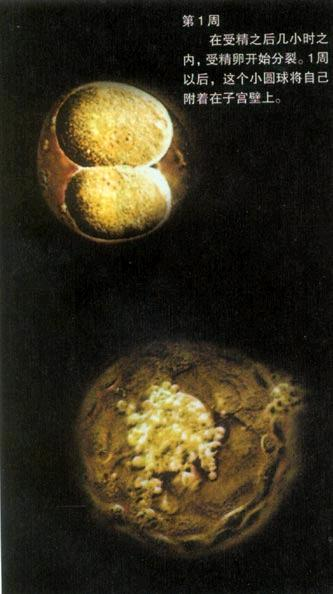 第1周
在受精之后几小时之
内，受精卵开始分裂。1周
以后，这个小圆球将自己
附着在子宫壁上。